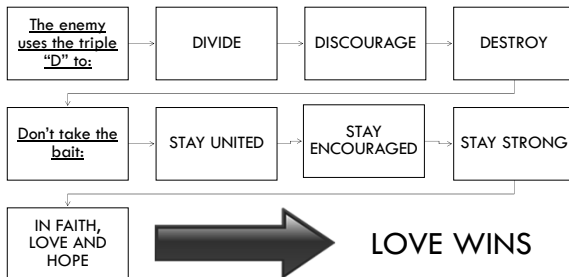 The enemy
uses the triple
“D” to:
DIVIDE
DISCOURAGE
DESTROY
Don't take the
bait:
STAY UNITED
STAY
ENCOURAGED
STAY STRONG
IN FAITH,
LOVE AND
HOPE
LOVE WINS